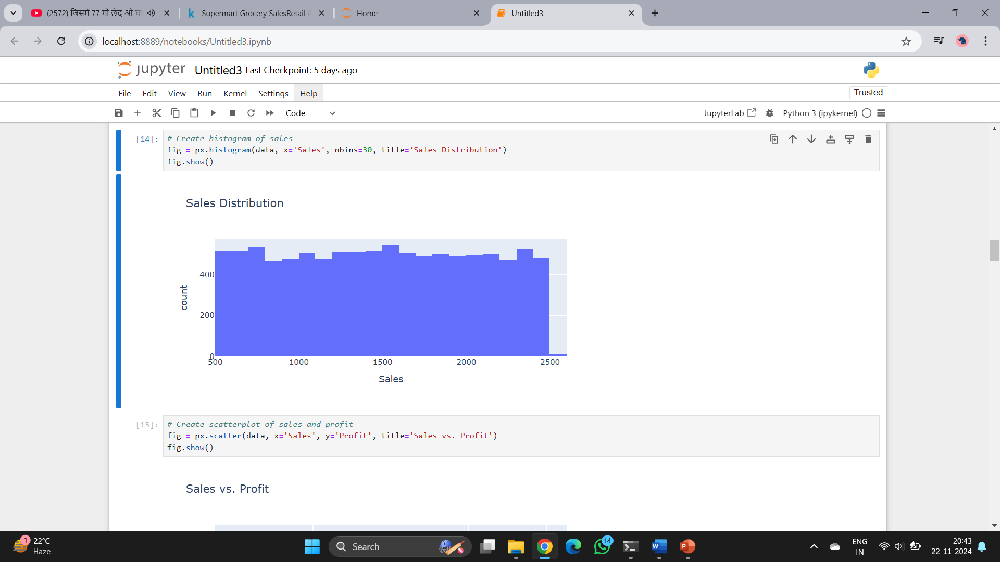 (2572) जिसमे 77 गो छेद ओ
Supermart Grocery SalesRetail
Home
Untitled3
localhost:8889/notebooks/Untitled3.ipynb
jupyter
Untitled3 Last Checkpoint: 5 days ago
File Edit View Run Kernel Settings Help
Trusted
Code
JupyterLab
Python 3 (ipykernel)
[14]:
# Create histogram of sales
fig = px.histogram(data, x='Sales', nbins=30, title='Sales Distribution')
fig.show()
Sales Distribution
400
200
0
count
500 1000 1500 2000 2500
Sales
[15]:
# Create scatterplot of sales and profit
fig = px.scatter(data, x='Sales', y='Profit', title='Sales vs. Profit')
fig.show()
Sales vs. Profit
1
22°C
Haze
Search
14
ENG
IN
20:43
22-11-2024